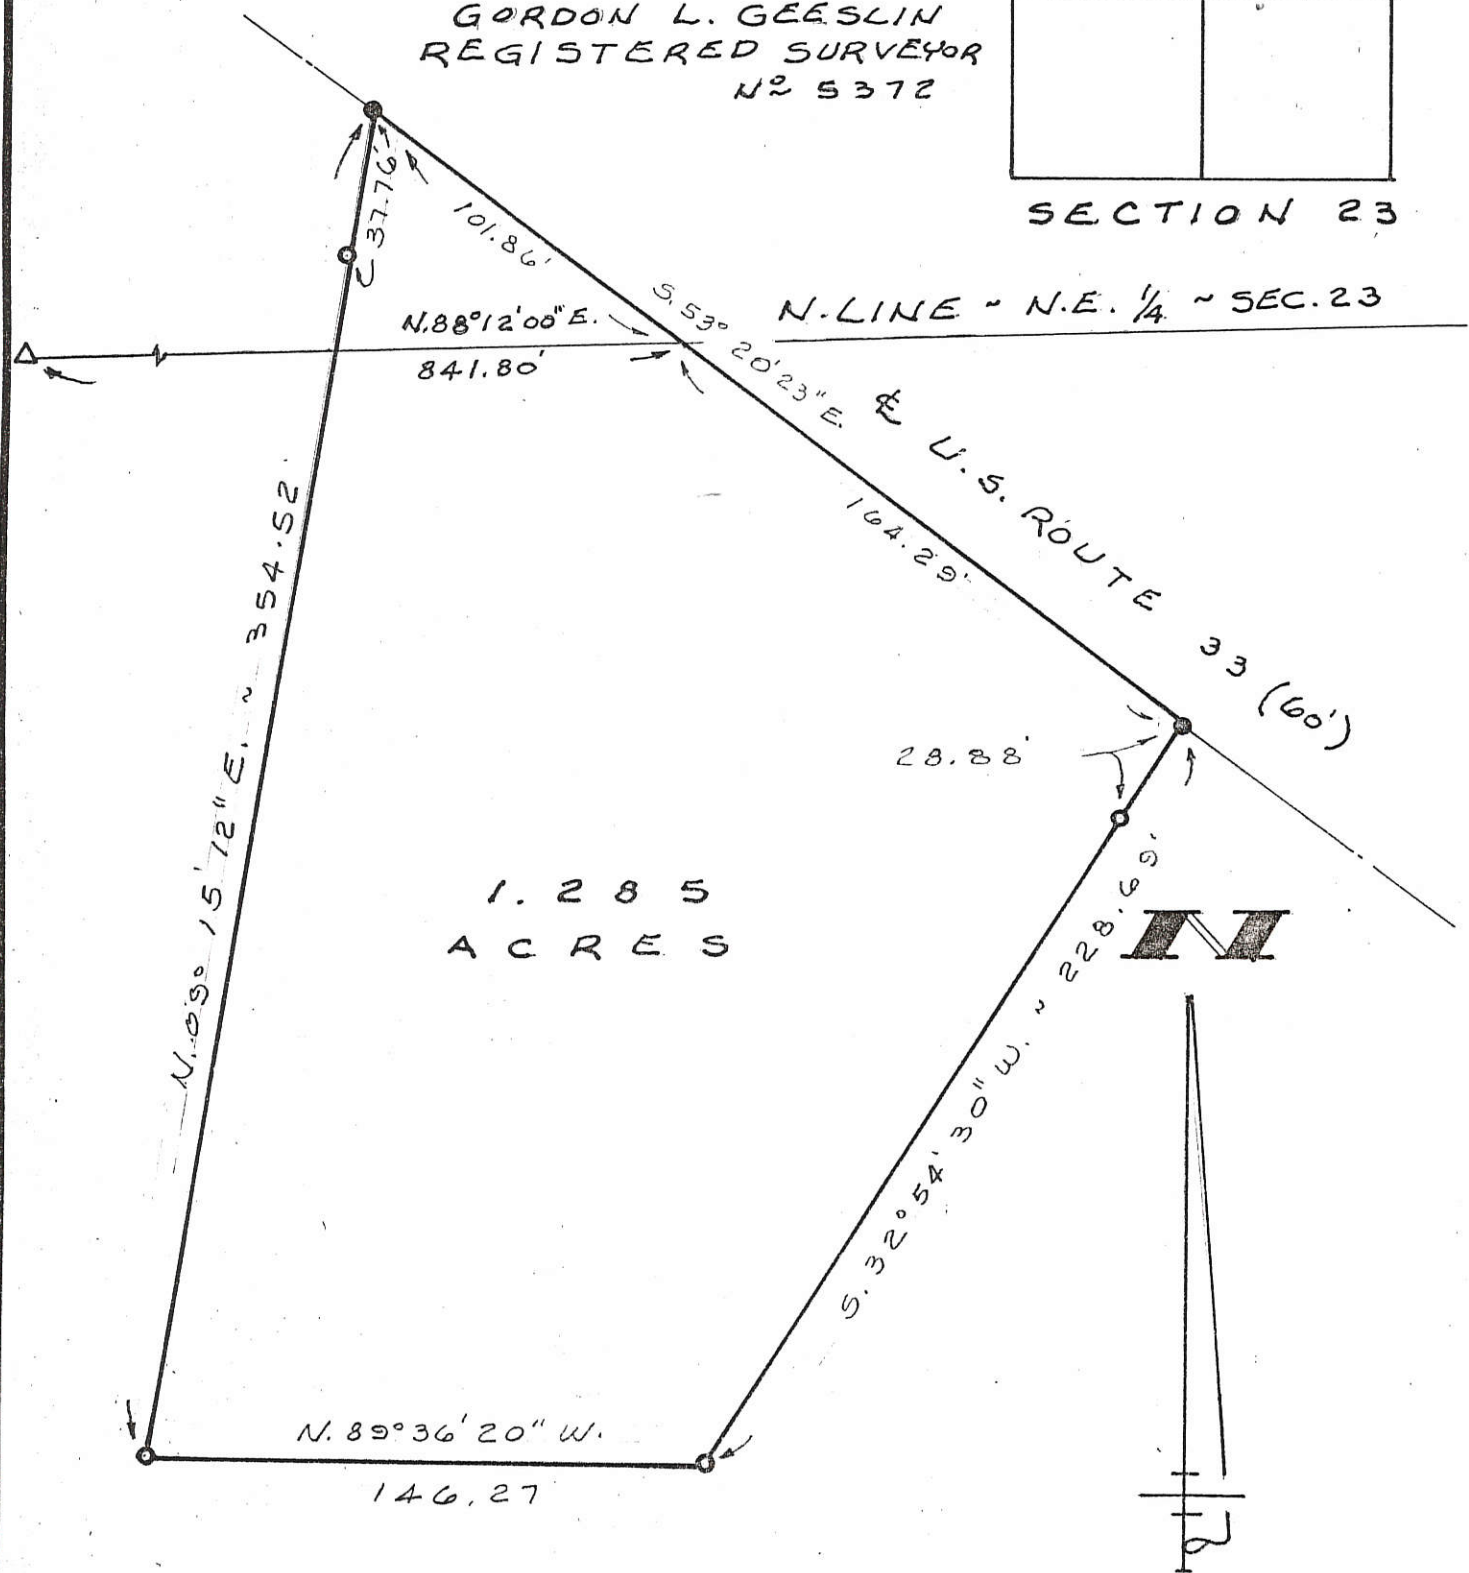 GORDON L. GEESLIN
REGISTERED SURVEYOR
Nº 5372
SECTION 23
37.76'
101.86'
N.88°12'00"E.
841.80'
S.53° 20'23"E.
N.LINE ~ N.E. ¼ ~ SEC.23
℄ U.S. ROUTE 33 (60')
164.29'
N.09° 15' 12" E. ~ 354.52'
28.88'
1.285
ACRES
S.32°54'30"W. ~ 228.69'
N
N.89°36'20"W.
146.27